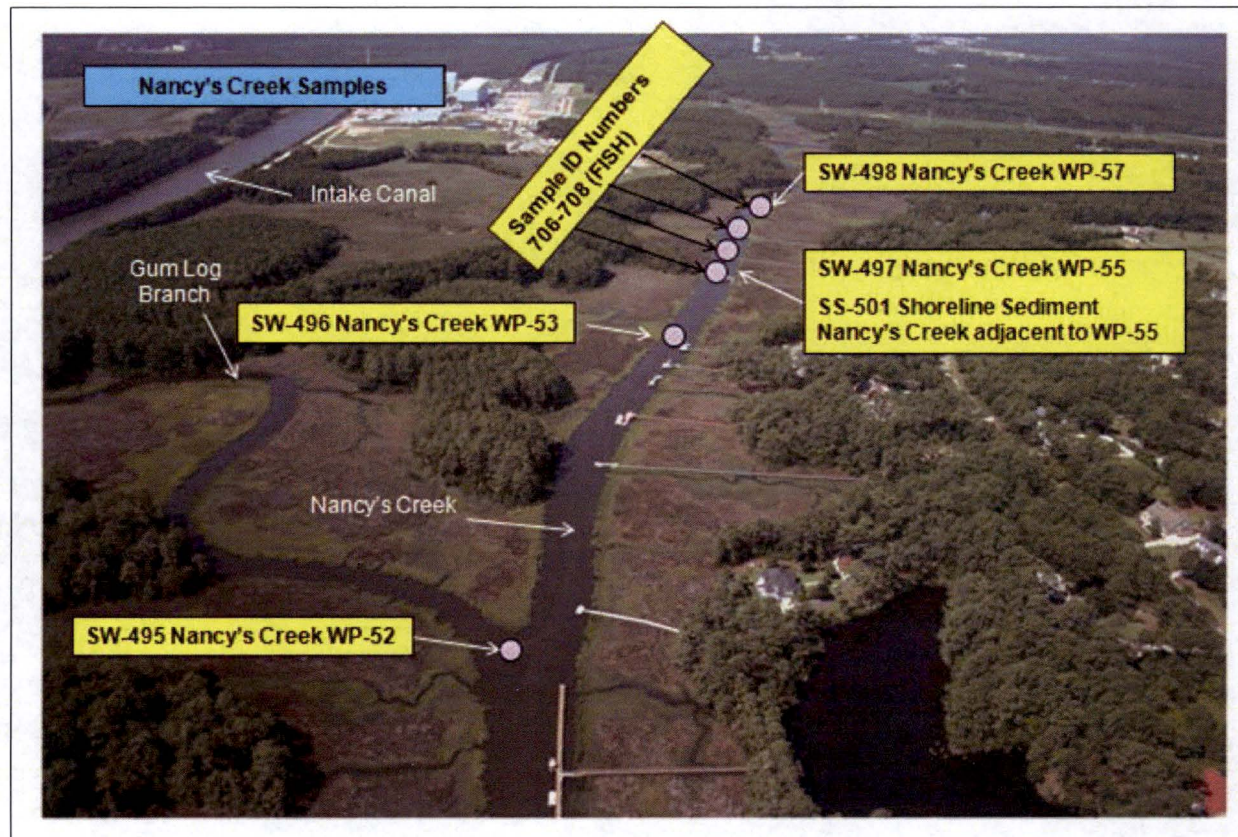 Nancy's Creek Samples
Sample ID Numbers
706-708 (FISH)
SW-498 Nancy's Creek WP-57
Intake Canal
Gum Log
Branch
SW-497 Nancy's Creek WP-55
SS-501 Shoreline Sediment
Nancy's Creek adjacent to WP-55
SW-496 Nancy's Creek WP-53
Nancy's Creek
SW-495 Nancy's Creek WP-52